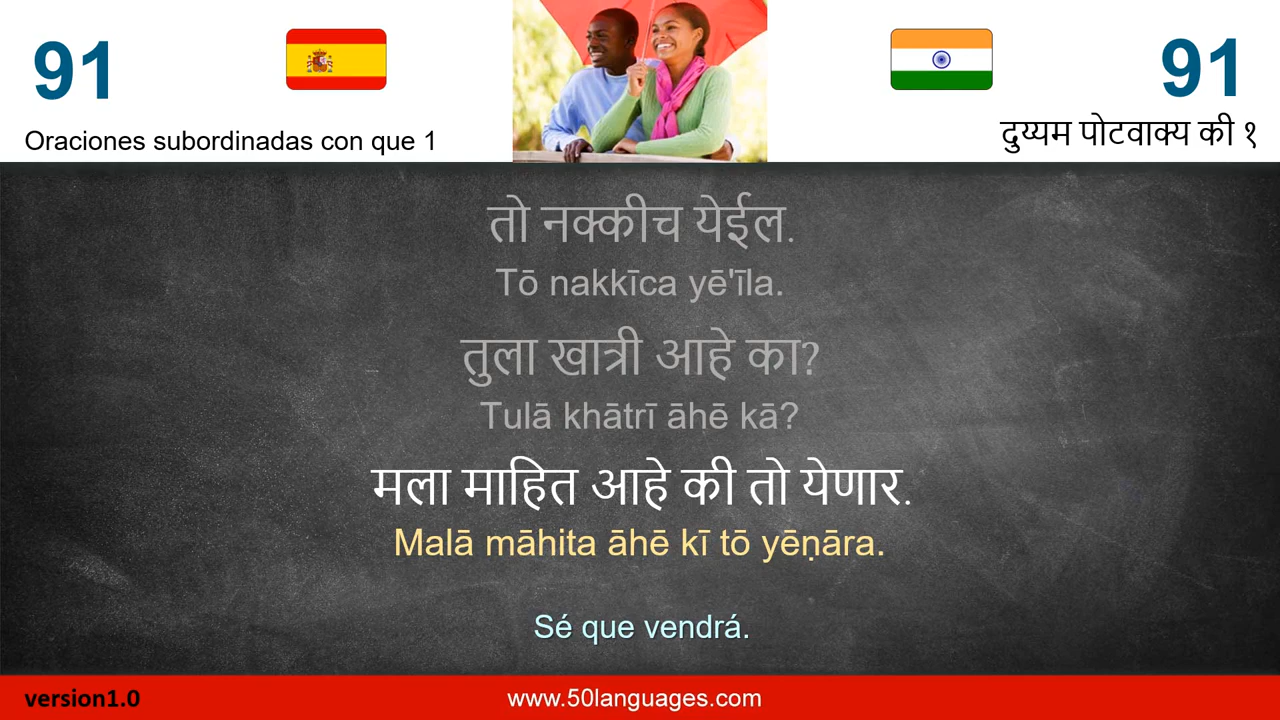 91
91
Oraciones subordinadas con que 1
दुय्यम पोटवाक्य की १
तो नक्कीच येईल.
Tō nakkīca yē'īla.
तुला खात्री आहे का?
Tulā khātrī āhē kā?
मला माहित आहे की तो येणार.
Malā māhita āhē kī tō yēṇāra.
Sé que vendrá.
version1.0
www.50languages.com